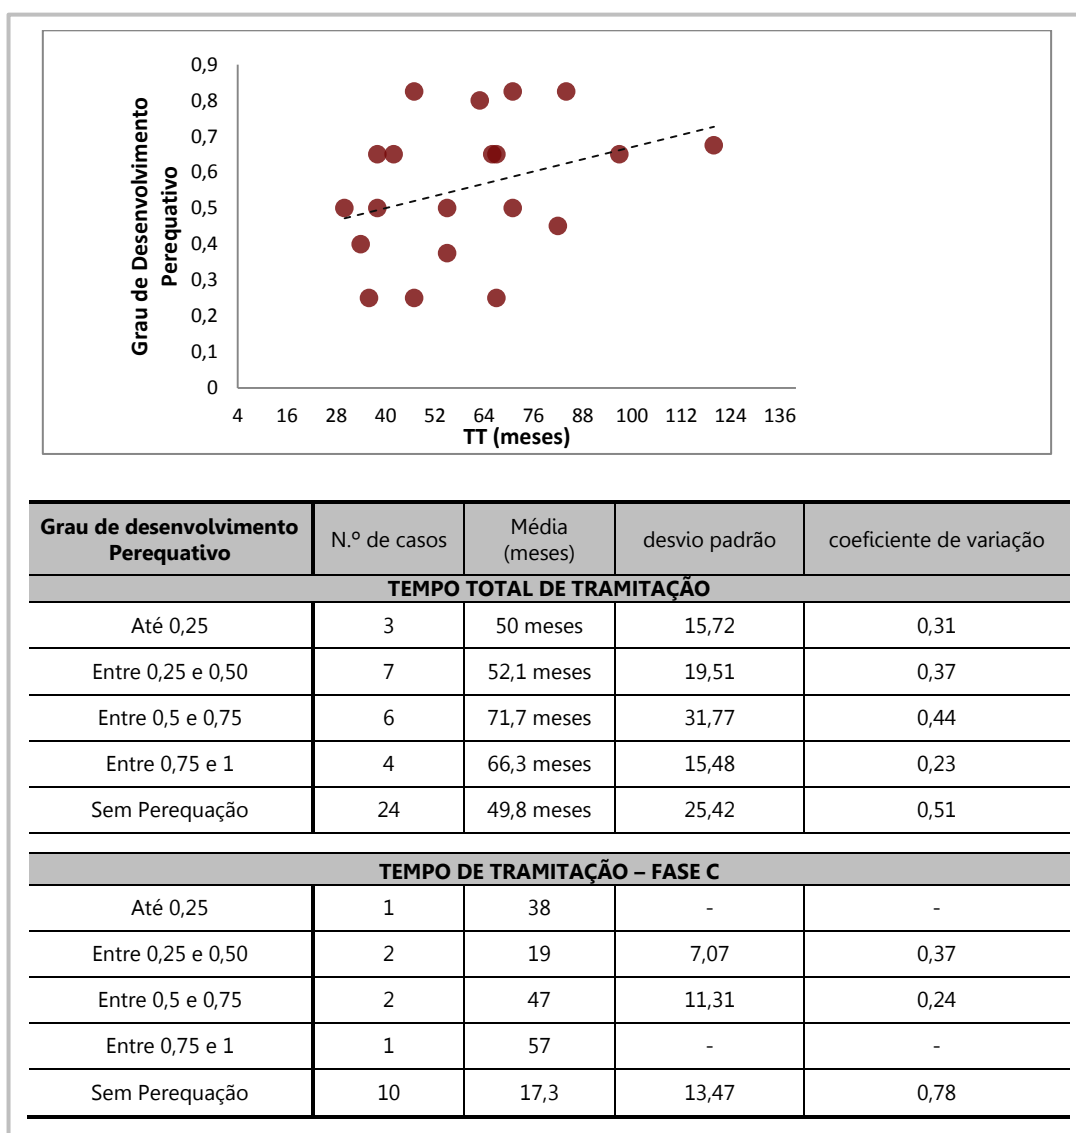 0,9
0,8
0,7
0,6
0,5
0,4
0,3
0,2
0,1
0
Grau de Desenvolvimento
Perequativo
4 16 28 40 52 64 76 88 100 112 124 136
TT (meses)
Grau de desenvolvimento Perequativo N.º de casos Média (meses) desvio padrão coeficiente de variação
TEMPO TOTAL DE TRAMITAÇÃO
Até 0,25 3 50 meses 15,72 0,31
Entre 0,25 e 0,50 7 52,1 meses 19,51 0,37
Entre 0,5 e 0,75 6 71,7 meses 31,77 0,44
Entre 0,75 e 1 4 66,3 meses 15,48 0,23
Sem Perequação 24 49,8 meses 25,42 0,51
TEMPO DE TRAMITAÇÃO – FASE C
Até 0,25 1 38 - -
Entre 0,25 e 0,50 2 19 7,07 0,37
Entre 0,5 e 0,75 2 47 11,31 0,24
Entre 0,75 e 1 1 57 - -
Sem Perequação 10 17,3 13,47 0,78